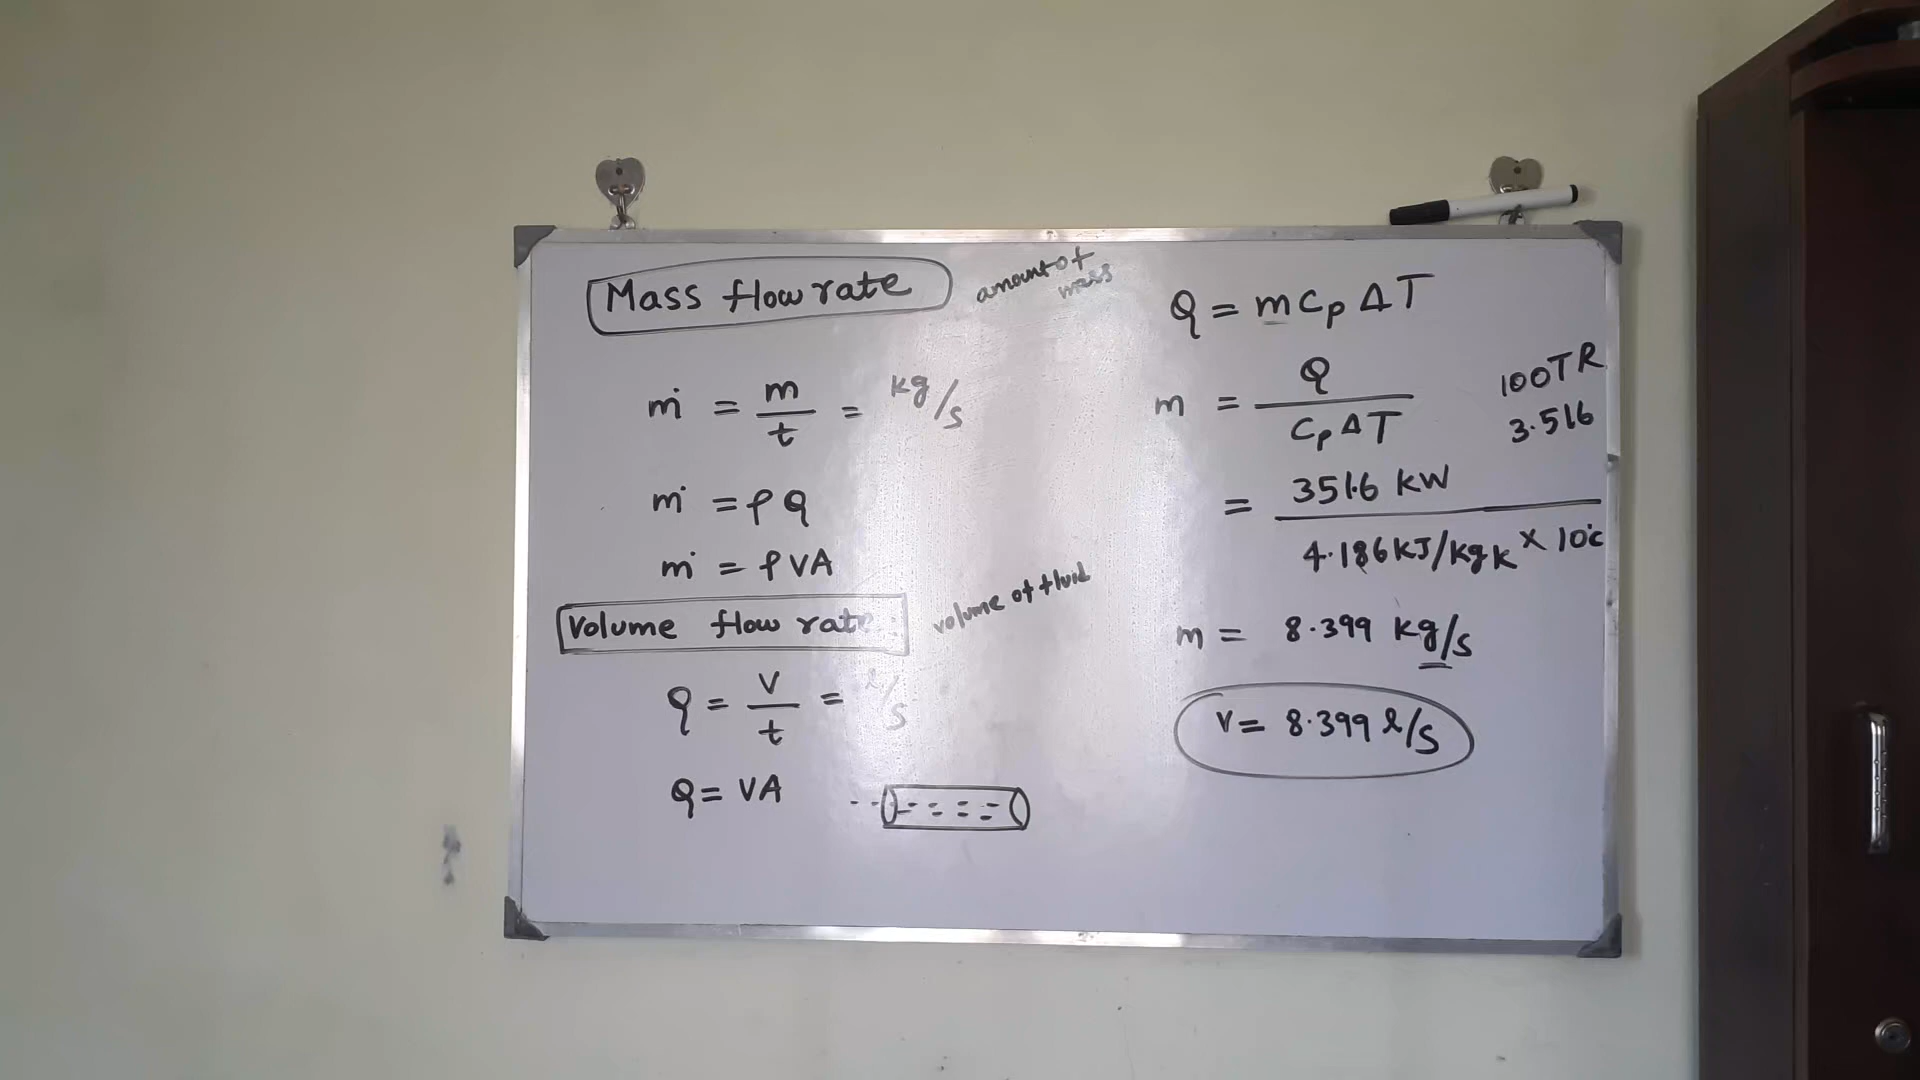 Mass flow rate
amount of
mass
ṁ = m/t = kg/s
ṁ = ρQ
ṁ = ρVA
Volume flow rate
volume of fluid
Q = V/t = l/s
Q = VA
Q = mCpΔT
m = Q/CpΔT
100TR
3.516
= 351.6 kW/4.186 kJ/kgK × 10°C
m = 8.399 kg/s
V = 8.399 l/s